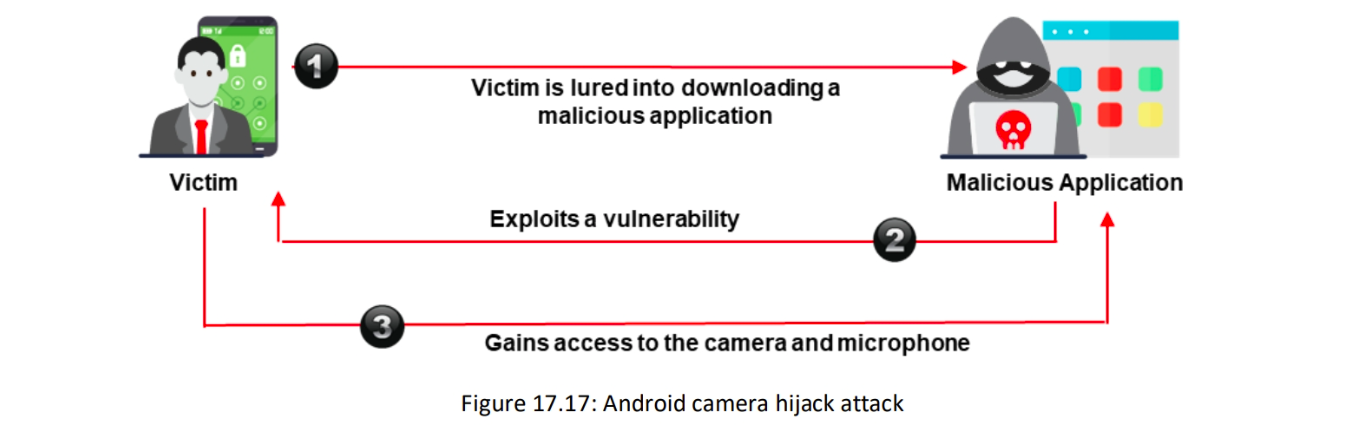 1
Victim is lured into downloading a
malicious application
Victim
Malicious Application
Exploits a vulnerability
2
3
Gains access to the camera and microphone
Figure 17.17: Android camera hijack attack